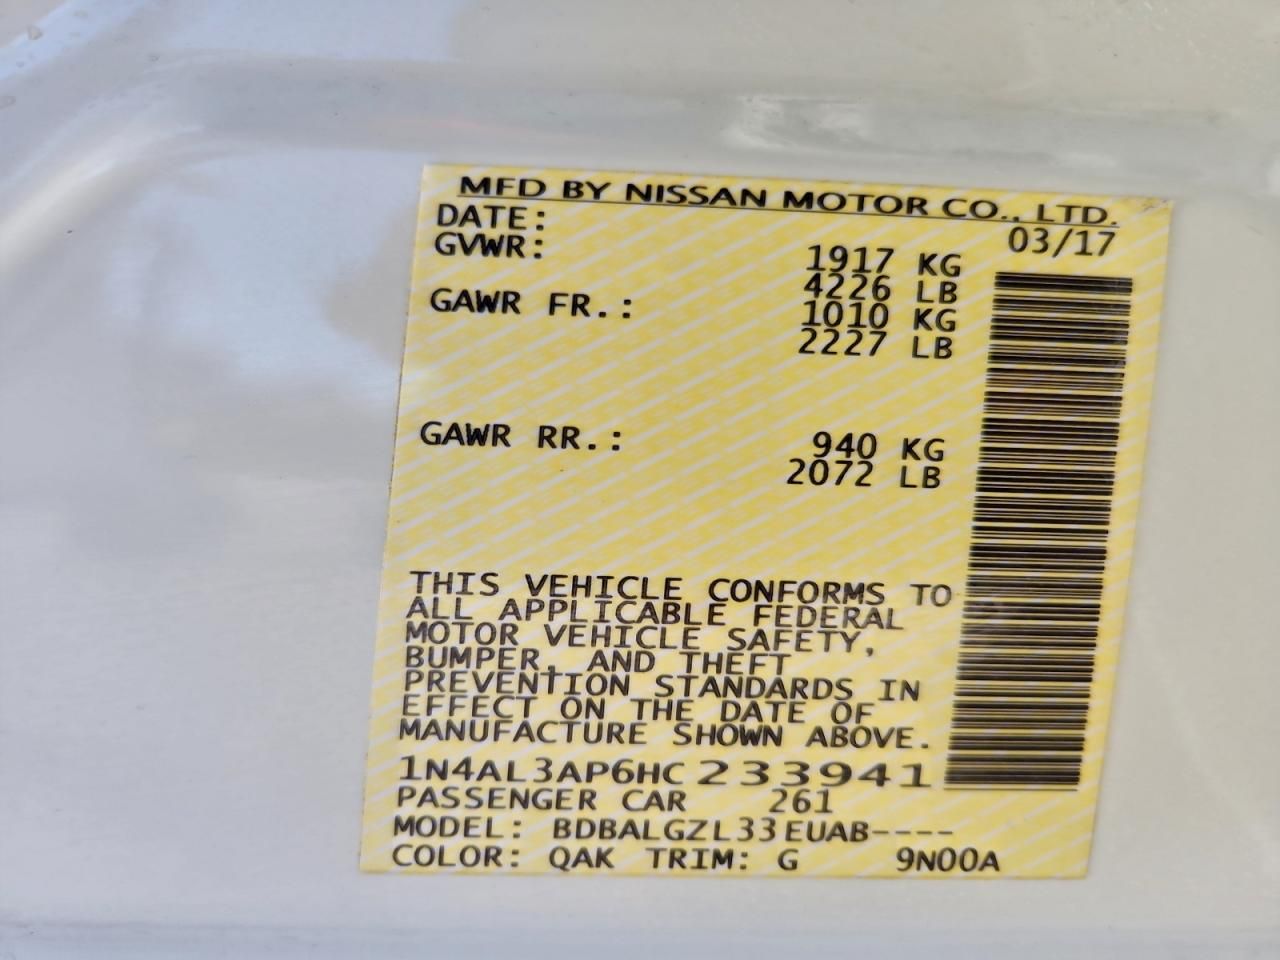 MFD BY NISSAN MOTOR CO., LTD.
DATE: 03/17
GVWR: 1917 KG
4226 LB
GAWR FR.: 1010 KG
2227 LB
GAWR RR.: 940 KG
2072 LB
THIS VEHICLE CONFORMS TO
ALL APPLICABLE FEDERAL
MOTOR VEHICLE SAFETY,
BUMPER, AND THEFT
PREVENTION STANDARDS IN
EFFECT ON THE DATE OF
MANUFACTURE SHOWN ABOVE.
1N4AL3AP6HC233941
PASSENGER CAR 261
MODEL: BDBALGZL33EUAB----
COLOR: QAK TRIM: G 9N00A